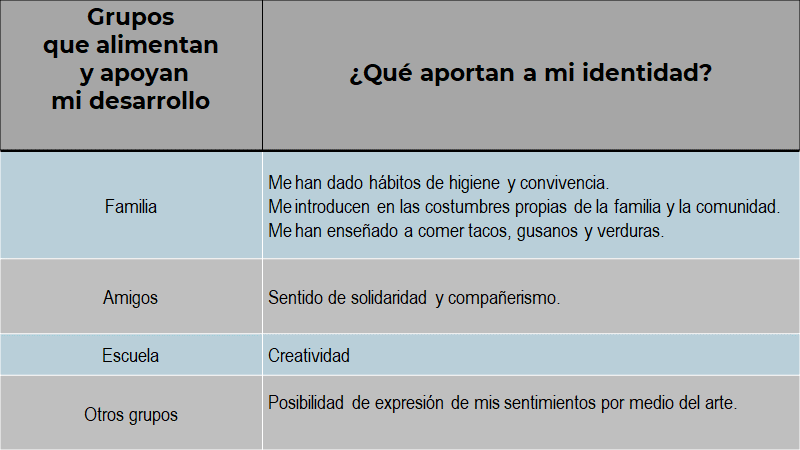 Grupos
que alimentan
y apoyan
mi desarrollo
¿Qué aportan a mi identidad?
Familia
Me han dado hábitos de higiene y convivencia.
Me introducen en las costumbres propias de la familia y la comunidad.
Me han enseñado a comer tacos, gusanos y verduras.
Amigos
Sentido de solidaridad y compañerismo.
Escuela
Creatividad
Otros grupos
Posibilidad de expresión de mis sentimientos por medio del arte.